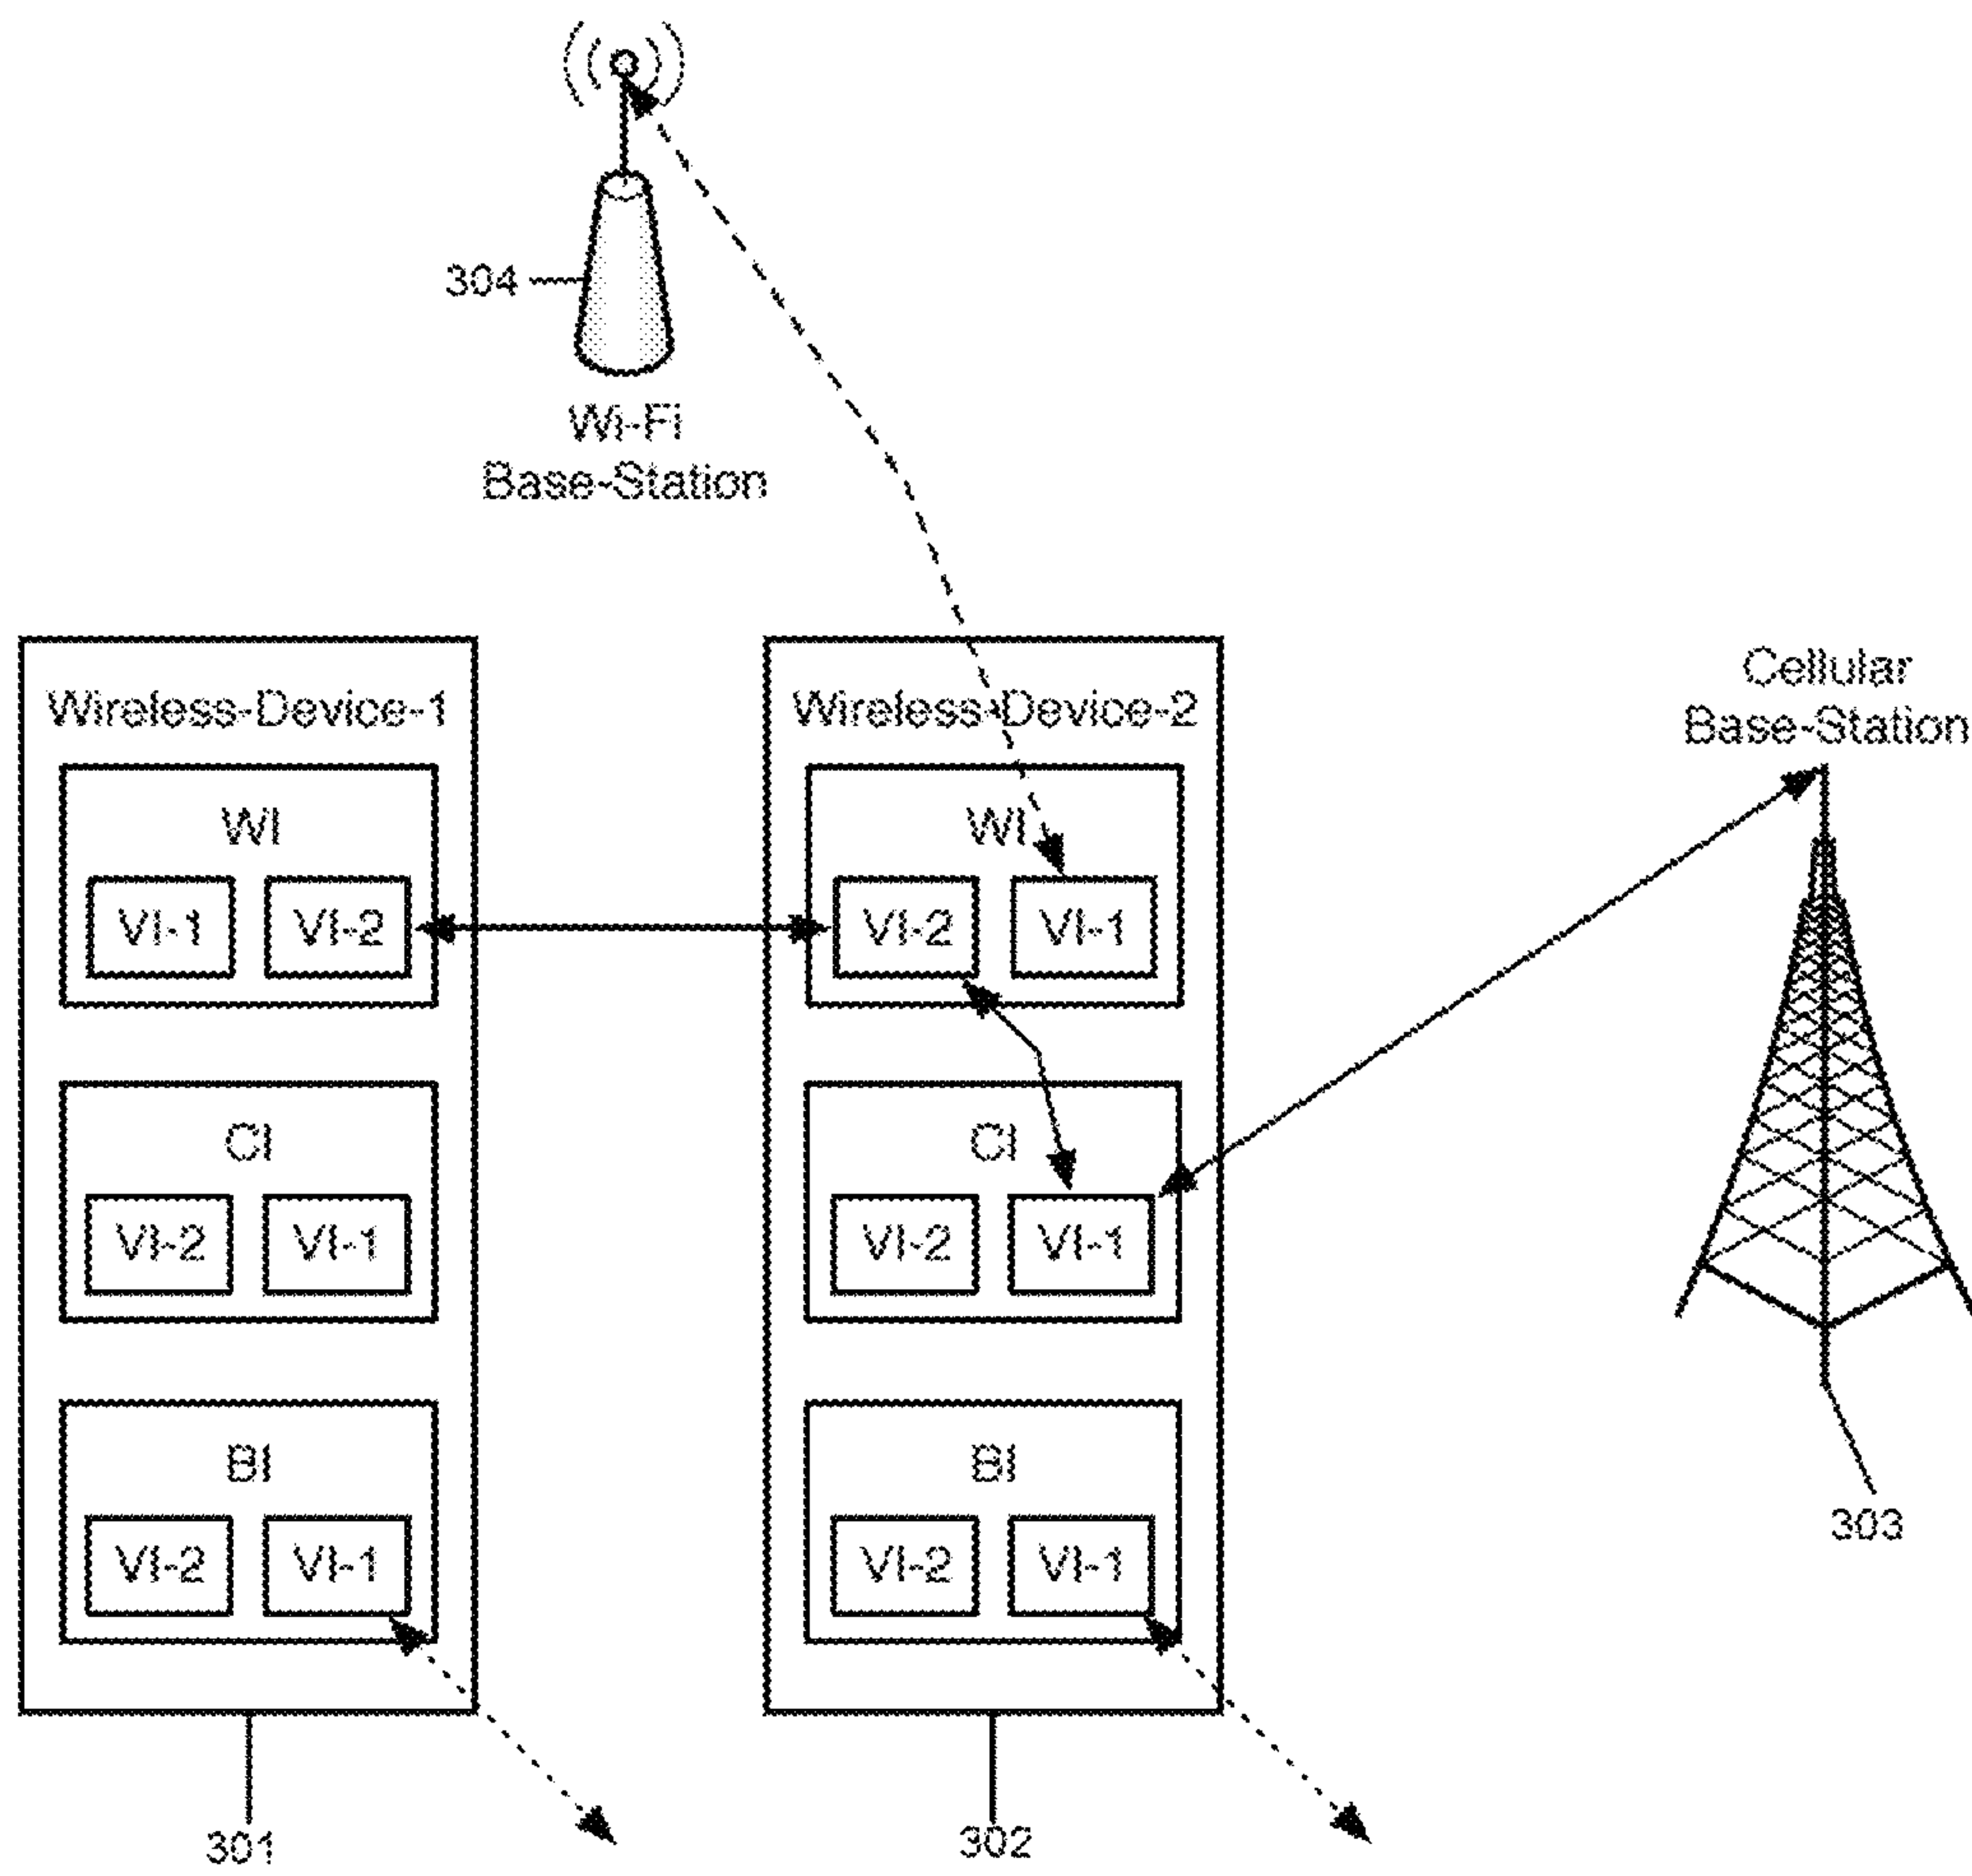 304
Wi-Fi
Base-Station
Wireless-Device-1
WI
VI-1
VI-2
CI
VI-2
VI-1
BI
VI-2
VI-1
301
Wireless-Device-2
WI
VI-2
VI-1
CI
VI-2
VI-1
BI
VI-2
VI-1
302
Cellular
Base-Station
303